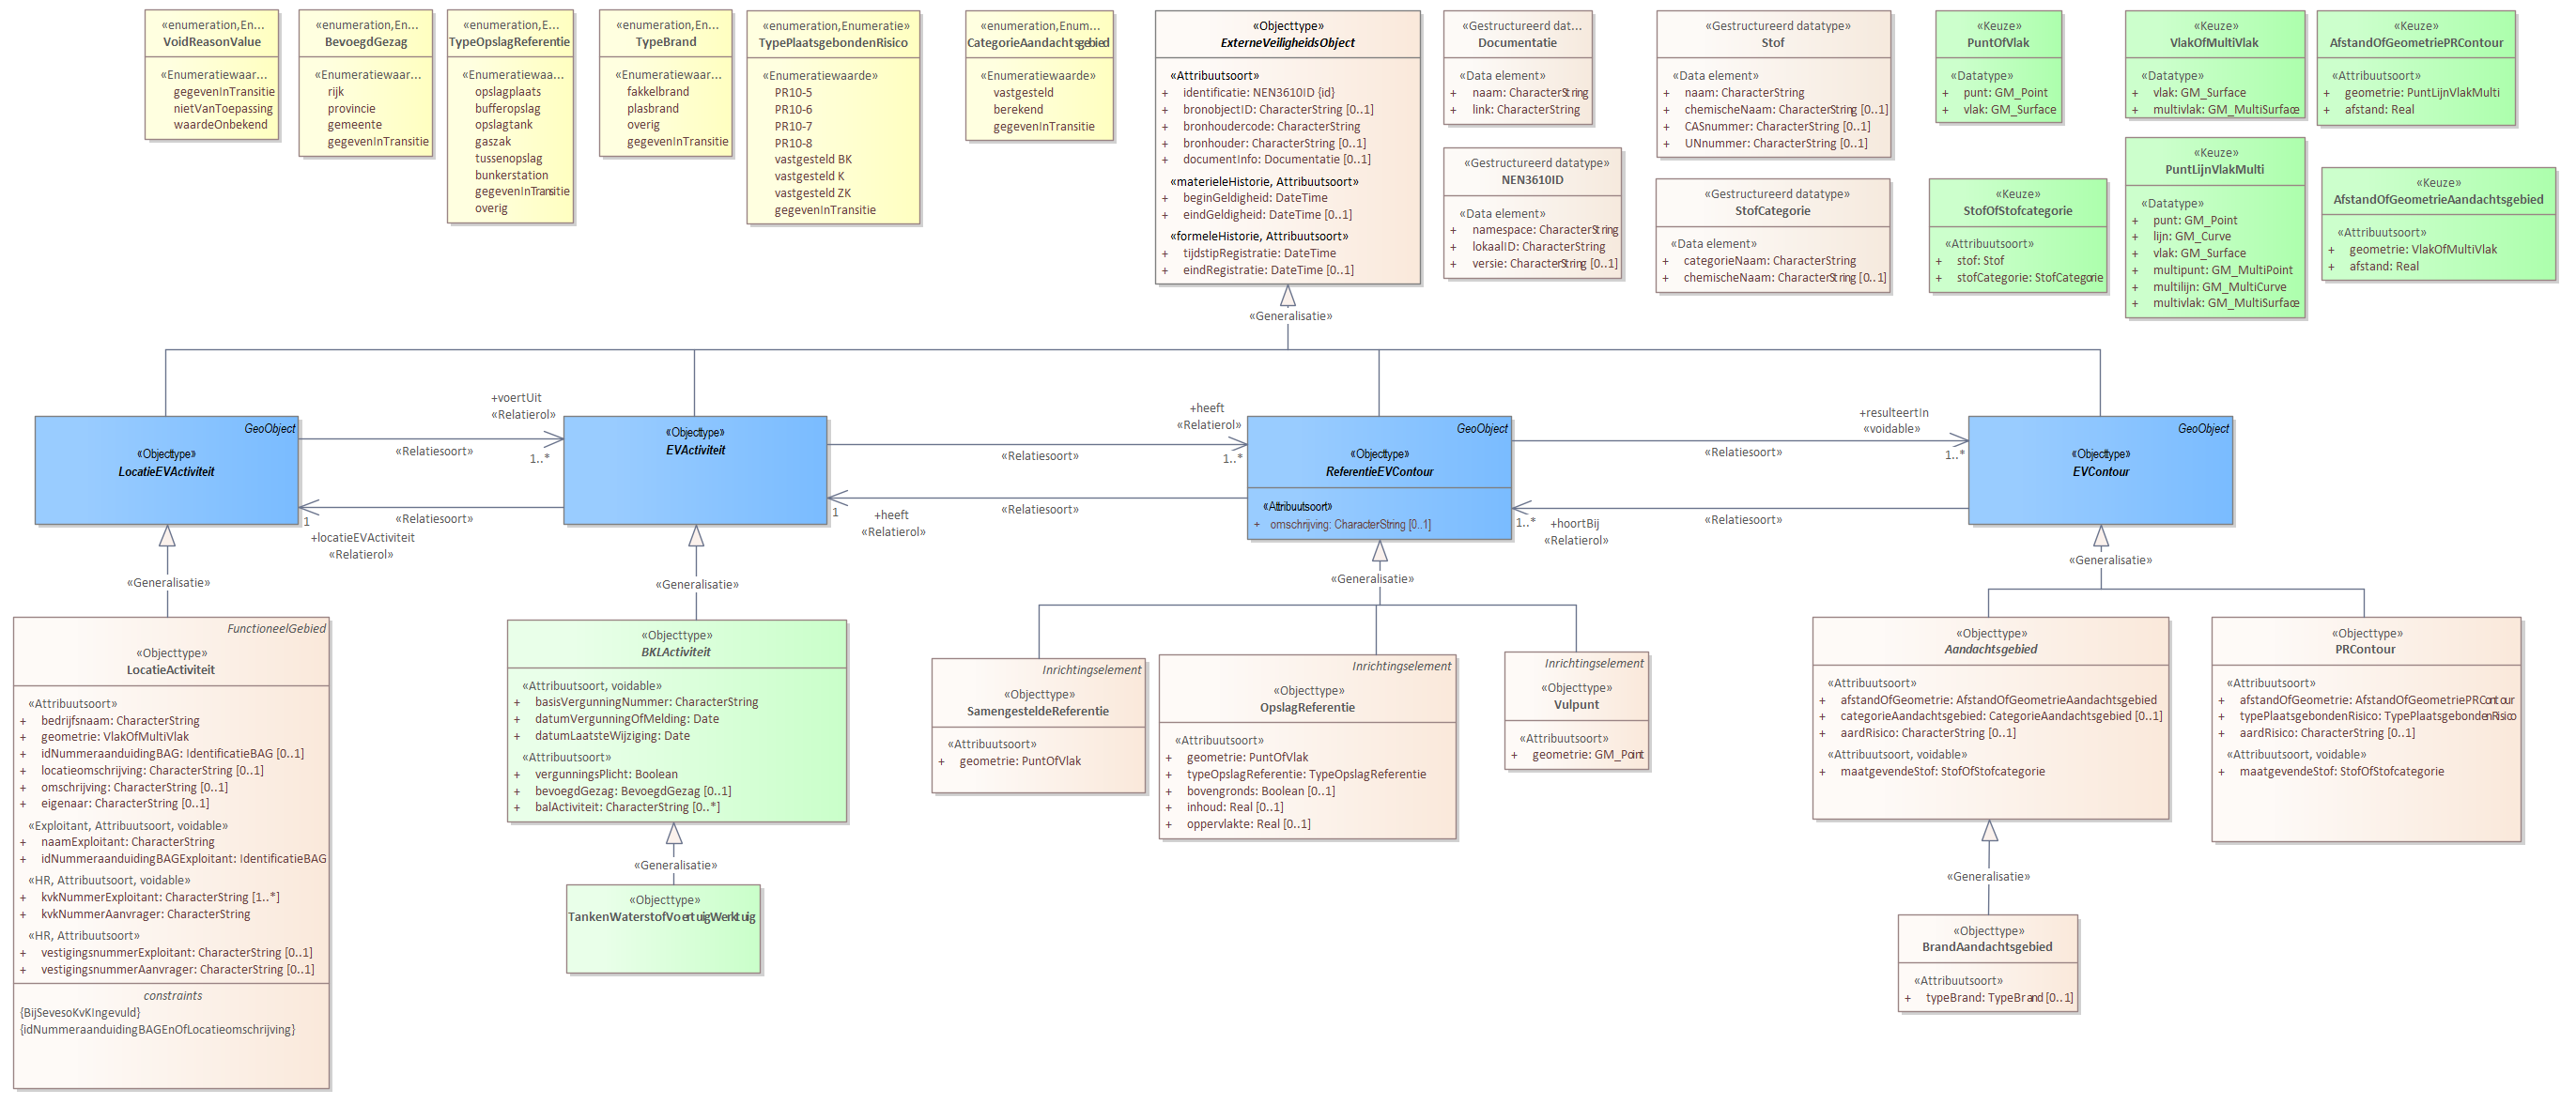 «enumeration,En...
VoidReasonValue
«Enumeratiewaar...
gegevenInTransitie
nietVanToepassing
waardeOnbekend
«enumeration,En...
BevoegdGezag
«Enumeratiewaar...
rijk
provincie
gemeente
gegevenInTransitie
«enumeration,E...
TypeOpslagReferentie
«Enumeratiewaa...
opslagplaats
bufferopslag
opslagtank
gaszak
tussenopslag
bunkerstation
gegevenInTransitie
overig
«enumeration,En...
TypeBrand
«Enumeratiewaar...
fakkelbrand
plasbrand
overig
gegevenInTransitie
«enumeration,Enumeratie»
TypePlaatsgebondenRisico
«Enumeratiewaarde»
PR10-5
PR10-6
PR10-7
PR10-8
vastgesteld BK
vastgesteld K
vastgesteld ZK
gegevenInTransitie
«enumeration,Enum...
CategorieAandachtsgebied
«Enumeratiewaarde»
vastgesteld
berekend
gegevenInTransitie
«Objecttype»
ExterneVeiligheidsObject
«Attribuutsoort»
+ identificatie: NEN3610ID {id}
+ bronobjectID: CharacterString [0..1]
+ bronhoudercode: CharacterString
+ bronhouder: CharacterString [0..1]
+ documentInfo: Documentatie [0..1]
«materieleHistorie, Attribuutsoort»
+ beginGeldigheid: DateTime
+ eindGeldigheid: DateTime [0..1]
«formeleHistorie, Attribuutsoort»
+ tijdstipRegistratie: DateTime
+ eindRegistratie: DateTime [0..1]
«Gestructureerd dat...
Documentatie
«Data element»
+ naam: CharacterString
+ link: CharacterString
«Gestructureerd datatype»
NEN3610ID
«Data element»
+ namespace: CharacterString
+ lokaalID: CharacterString
+ versie: CharacterString [0..1]
«Gestructureerd datatype»
Stof
«Data element»
+ naam: CharacterString
+ chemischeNaam: CharacterString [0..1]
+ CASnummer: CharacterString [0..1]
+ UNnummer: CharacterString [0..1]
«Gestructureerd datatype»
StofCategorie
«Data element»
+ categorieNaam: CharacterString
+ chemischeNaam: CharacterString [0..1]
«Keuze»
PuntOfVlak
«Datatype»
+ punt: GM_Point
+ vlak: GM_Surface
«Keuze»
StofOfStofcategorie
«Attribuutsoort»
+ stof: Stof
+ stofCategorie: StofCategorie
«Keuze»
VlakOfMultiVlak
«Datatype»
+ vlak: GM_Surface
+ multivlak: GM_MultiSurface
«Keuze»
PuntLijnVlakMulti
«Datatype»
+ punt: GM_Point
+ lijn: GM_Curve
+ vlak: GM_Surface
+ multipunt: GM_MultiPoint
+ multilijn: GM_MultiCurve
+ multivlak: GM_MultiSurface
«Keuze»
AfstandOfGeometriePRContour
«Attribuutsoort»
+ geometrie: PuntLijnVlakMulti
+ afstand: Real
«Keuze»
AfstandOfGeometrieAandachtsgebied
«Attribuutsoort»
+ geometrie: VlakOfMultiVlak
+ afstand: Real
«Generalisatie»
GeoObject
«Objecttype»
LocatieEVActiviteit
+voertUit
«Relatierol»
«Relatiesoort»
1..*
«Relatiesoort»
1
+locatieEVActiviteit
«Relatierol»
«Objecttype»
EVActiviteit
+heeft
«Relatierol»
«Relatiesoort»
1..*
«Relatiesoort»
1
+heeft
«Relatierol»
GeoObject
«Objecttype»
ReferentieEVContour
«Attribuutsoort»
+ omschrijving: CharacterString [0..1]
+resulteertIn
«voidable»
«Relatiesoort»
1..*
«Relatiesoort»
1..*
+hoortBij
«Relatierol»
GeoObject
«Objecttype»
EVContour
«Generalisatie»
«Generalisatie»
«Generalisatie»
«Generalisatie»
FunctioneelGebied
«Objecttype»
LocatieActiviteit
«Attribuutsoort»
+ bedrijfsnaam: CharacterString
+ geometrie: VlakOfMultiVlak
+ idNummeraanduidingBAG: IdentificatieBAG [0..1]
+ locatieomschrijving: CharacterString [0..1]
+ omschrijving: CharacterString [0..1]
+ eigenaar: CharacterString [0..1]
«Exploitant, Attribuutsoort, voidable»
+ naamExploitant: CharacterString
+ idNummeraanduidingBAGExploitant: IdentificatieBAG
«HR, Attribuutsoort, voidable»
+ kvkNummerExploitant: CharacterString [1..*]
+ kvkNummerAanvrager: CharacterString
«HR, Attribuutsoort»
+ vestigingsnummerExploitant: CharacterString [0..1]
+ vestigingsnummerAanvrager: CharacterString [0..1]
constraints
{BijSevesoKvKIngevuld}
{idNummeraanduidingBAGEnOfLocatieomschrijving}
«Objecttype»
BKLActiviteit
«Attribuutsoort, voidable»
+ basisVergunningNummer: CharacterString
+ datumVergunningOfMelding: Date
+ datumLaatsteWijziging: Date
«Attribuutsoort»
+ vergunningsPlicht: Boolean
+ bevoegdGezag: BevoegdGezag [0..1]
+ balActiviteit: CharacterString [0..*]
«Generalisatie»
«Objecttype»
TankenWaterstofVoertuigWerktuig
Inrichtingselement
«Objecttype»
SamengesteldeReferentie
«Attribuutsoort»
+ geometrie: PuntOfVlak
Inrichtingselement
«Objecttype»
OpslagReferentie
«Attribuutsoort»
+ geometrie: PuntOfVlak
+ typeOpslagReferentie: TypeOpslagReferentie
+ bovengronds: Boolean [0..1]
+ inhoud: Real [0..1]
+ oppervlakte: Real [0..1]
Inrichtingselement
«Objecttype»
Vulpunt
«Attribuutsoort»
+ geometrie: GM_Point
«Objecttype»
Aandachtsgebied
«Attribuutsoort»
+ afstandOfGeometrie: AfstandOfGeometrieAandachtsgebied
+ categorieAandachtsgebied: CategorieAandachtsgebied [0..1]
+ aardRisico: CharacterString [0..1]
«Attribuutsoort, voidable»
+ maatgevendeStof: StofOfStofcategorie
«Objecttype»
PRContour
«Attribuutsoort»
+ afstandOfGeometrie: AfstandOfGeometriePRContour
+ typePlaatsgebondenRisico: TypePlaatsgebondenRisico
+ aardRisico: CharacterString [0..1]
«Attribuutsoort, voidable»
+ maatgevendeStof: StofOfStofcategorie
«Generalisatie»
«Objecttype»
BrandAandachtsgebied
«Attribuutsoort»
+ typeBrand: TypeBrand [0..1]